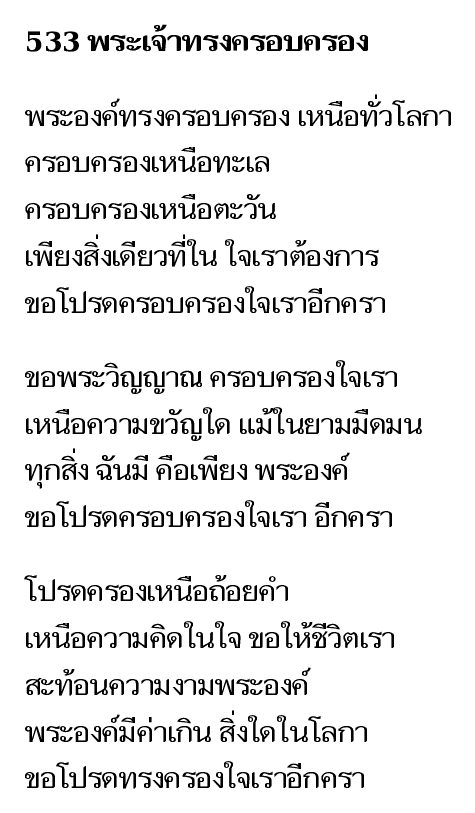 533 พระเจ้าทรงครอบครอง
พระองค์ทรงครอบครอง เหนือทั่วโลกา
ครอบครองเหนือทะเล
ครอบครองเหนือตะวัน
เพียงสิ่งเดียวที่ใน ใจเราต้องการ
ขอโปรดครอบครองใจเราอีกครา
ขอพระวิญญาณ ครอบครองใจเรา
เหนือความขวัญใด แม้ในยามมืดมน
ทุกสิ่ง ฉันมี คือเพียง พระองค์
ขอโปรดครอบครองใจเรา อีกครา
โปรดครองเหนือถ้อยคำ
เหนือความคิดในใจ ขอให้ชีวิตเรา
สะท้อนความงามพระองค์
พระองค์มีค่าเกิน สิ่งใดในโลกา
ขอโปรดทรงครองใจเราอีกครา